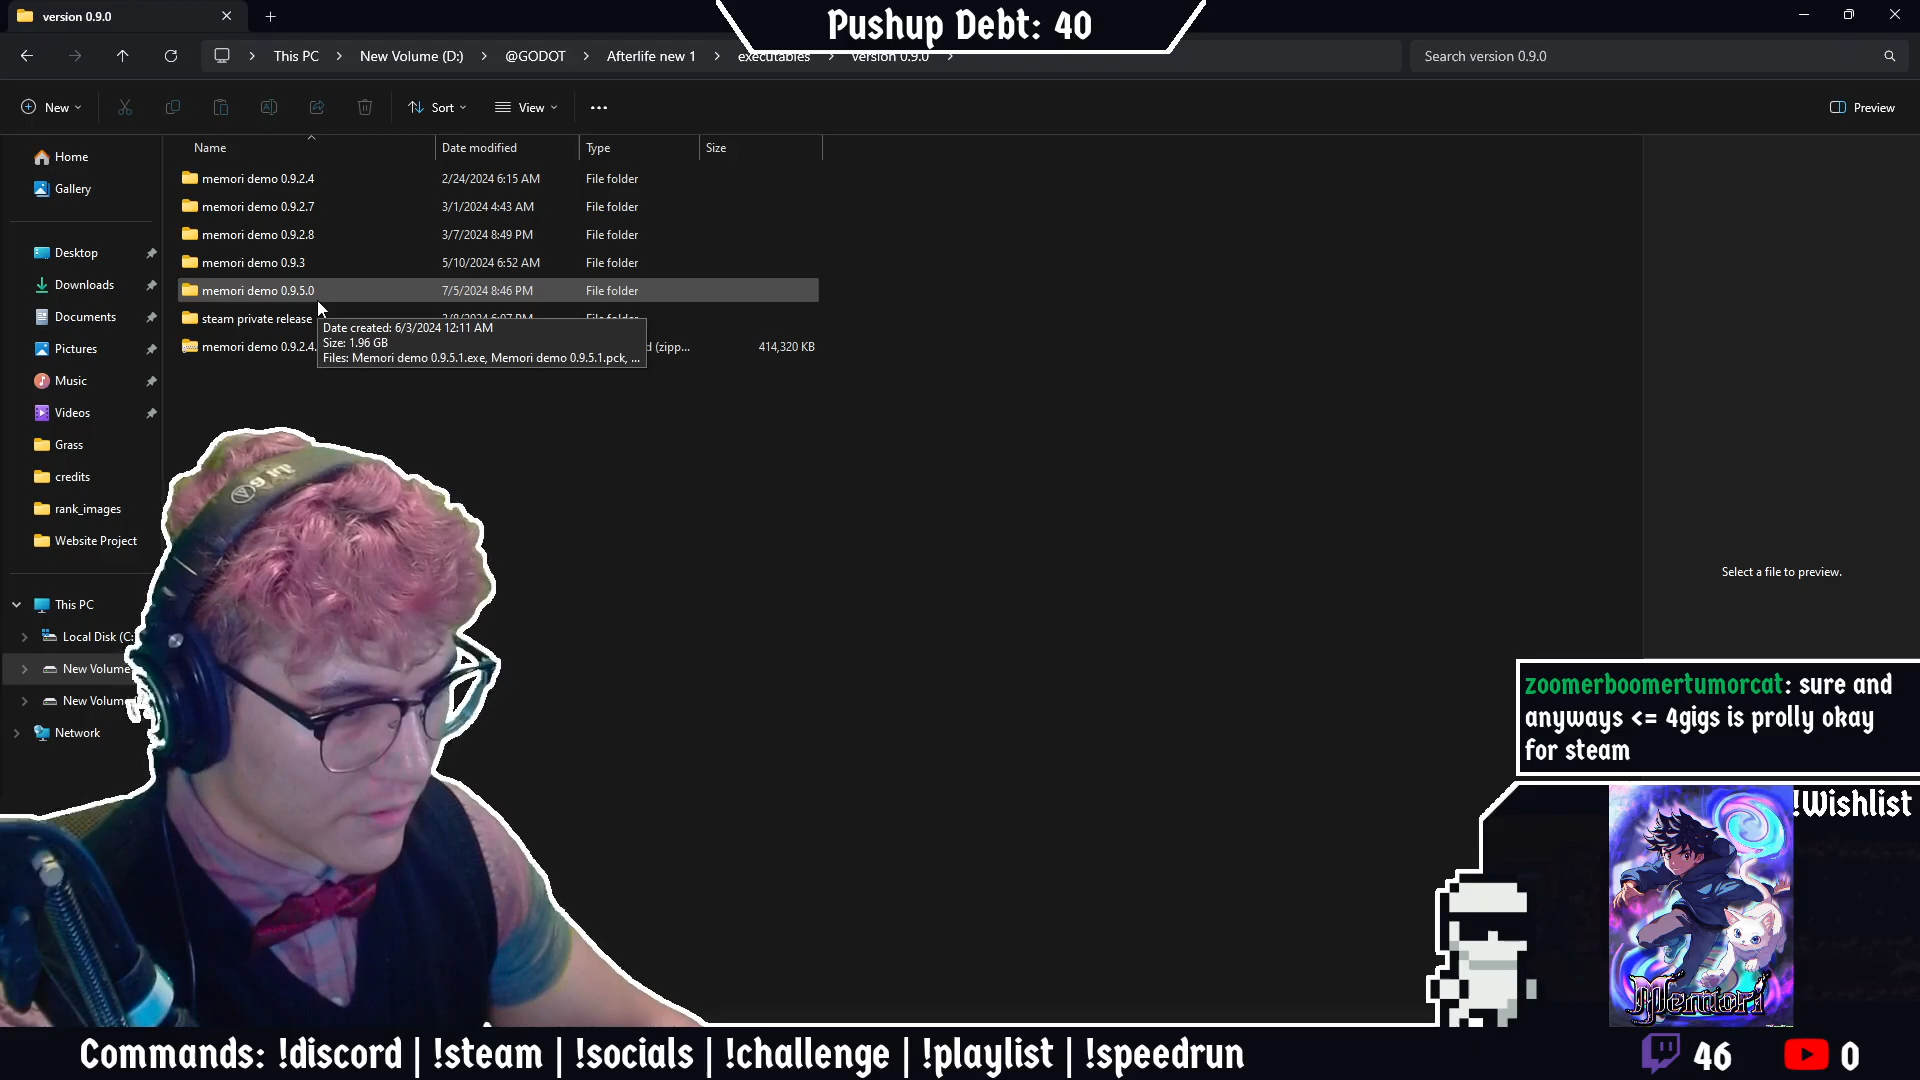 version 0.9.0
Pushup Debt: 40
This PC
New Volume (D:)
@GODOT
Afterlife new 1
executables
version 0.9.0
Search version 0.9.0
New
Sort
View
Preview
Name
Date modified
Type
Size
Home
Gallery
Desktop
Downloads
Documents
Pictures
Music
Videos
Grass
credits
rank_images
Website Project
This PC
Local Disk (C:
New Volume
New Volume
Network
memori demo 0.9.2.4 2/24/2024 6:15 AM File folder
memori demo 0.9.2.7 3/1/2024 4:43 AM File folder
memori demo 0.9.2.8 3/7/2024 8:49 PM File folder
memori demo 0.9.3 5/10/2024 6:52 AM File folder
memori demo 0.9.5.0 7/5/2024 8:46 PM File folder
steam private release
memori demo 0.9.2.4. d (zipp... 414,320 KB
Date created: 6/3/2024 12:11 AM
Size: 1.96 GB
Files: Memori demo 0.9.5.1.exe, Memori demo 0.9.5.1.pck, ...
Select a file to preview.
zoomerboomertumorcat: sure and
anyways <= 4gigs is prolly okay
for steam
!Wishlist
Memori
Commands: !discord | !steam | !socials | !challenge | !playlist | !speedrun
46
0